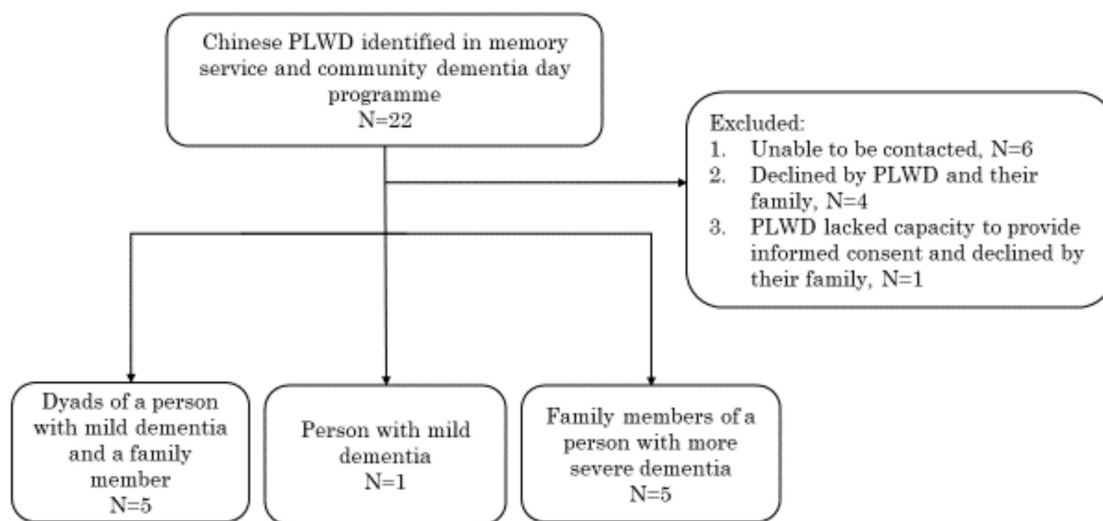 Chinese PLWD identified in memory
service and community dementia day
programme
N=22
Excluded:
1. Unable to be contacted, N=6
2. Declined by PLWD and their
family, N=4
3. PLWD lacked capacity to provide
informed consent and declined by
their family, N=1
Dyads of a person
with mild dementia
and a family
member
N=5
Person with mild
dementia
N=1
Family members of a
person with more
severe dementia
N=5